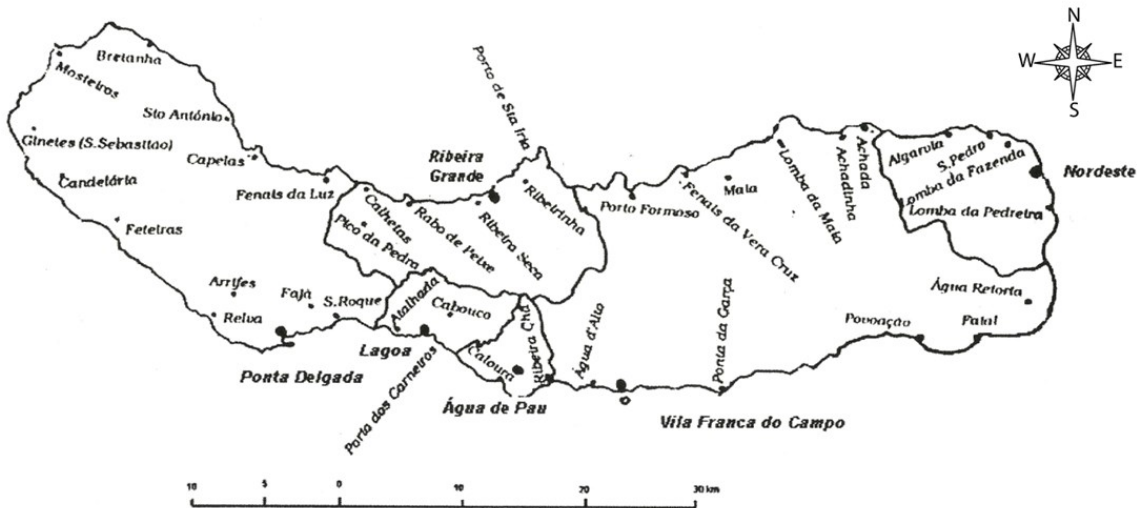 N
W
E
S
Bretanha
Mosteiros
Sto António
Ginetes (S.Sebasitão)
Capelas
Candelória
Fenais da Luz
Feteiras
Calhetas
Pico da Pedra
Rabo de Peixe
Ribeira Grande
Ribeira Seca
Ribeirinha
Porto de Sta Iria
Porto Formoso
Fenais da Vera Cruz
Maia
Lomba da Maia
Achadinha
Achada
Algarvia
S.Pedro
Lomba da Fazenda
Nordeste
Lomba da Pedreira
Água Retorta
Faial
Povoação
Ponta da Garça
Vila Franca do Campo
Água d'Alto
Ribeira Chã
Caloura
Água de Pau
Cabouco
Atalhada
Lagoa
Porto dos Carneiros
S.Roque
Fajã
Arrifes
Relva
Ponta Delgada
10
5
0
10
20
30 km